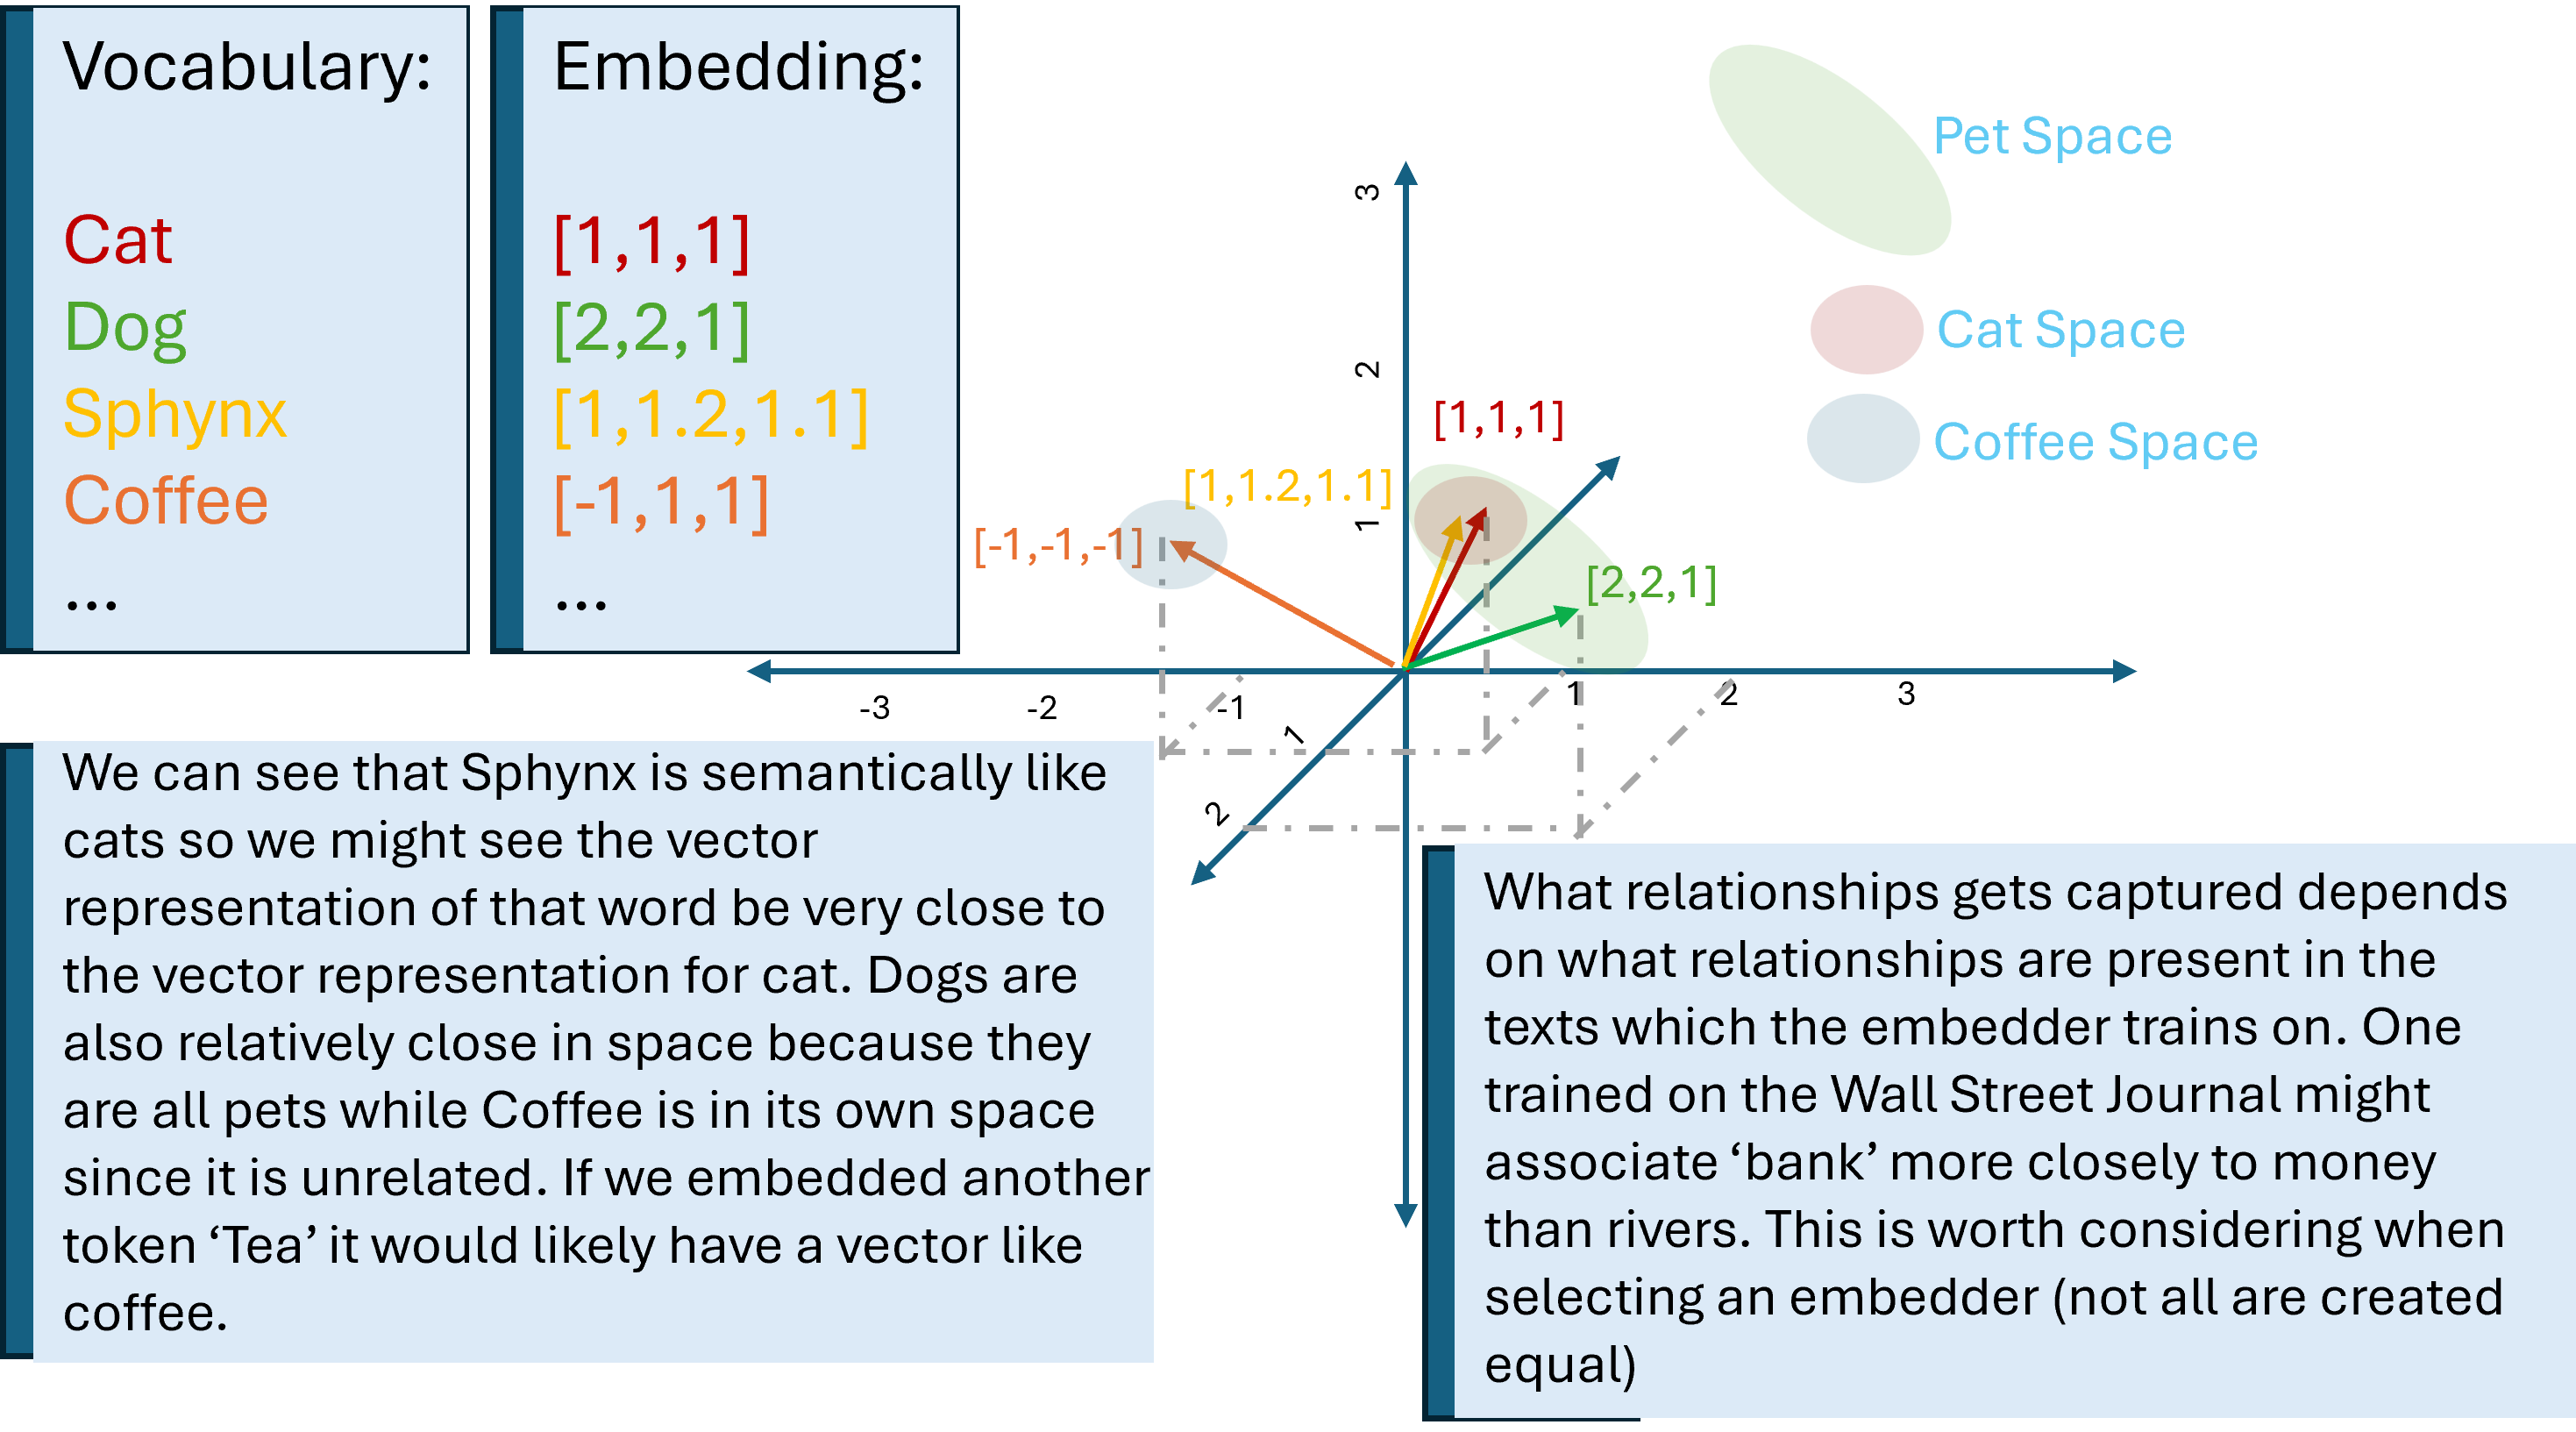 Vocabulary:
Cat
Dog
Sphynx
Coffee
...
Embedding:
[1,1,1]
[2,2,1]
[1,1.2,1.1]
[-1,1,1]
...
Pet Space
Cat Space
Coffee Space
3
2
1
[1,1,1]
[1,1.2,1.1]
[-1,-1,-1]
[2,2,1]
-3
-2
-1
1
2
3
1
2
We can see that Sphynx is semantically like
cats so we might see the vector
representation of that word be very close to
the vector representation for cat. Dogs are
also relatively close in space because they
are all pets while Coffee is in its own space
since it is unrelated. If we embedded another
token ‘Tea’ it would likely have a vector like
coffee.
What relationships gets captured depends
on what relationships are present in the
texts which the embedder trains on. One
trained on the Wall Street Journal might
associate ‘bank’ more closely to money
than rivers. This is worth considering when
selecting an embedder (not all are created
equal)